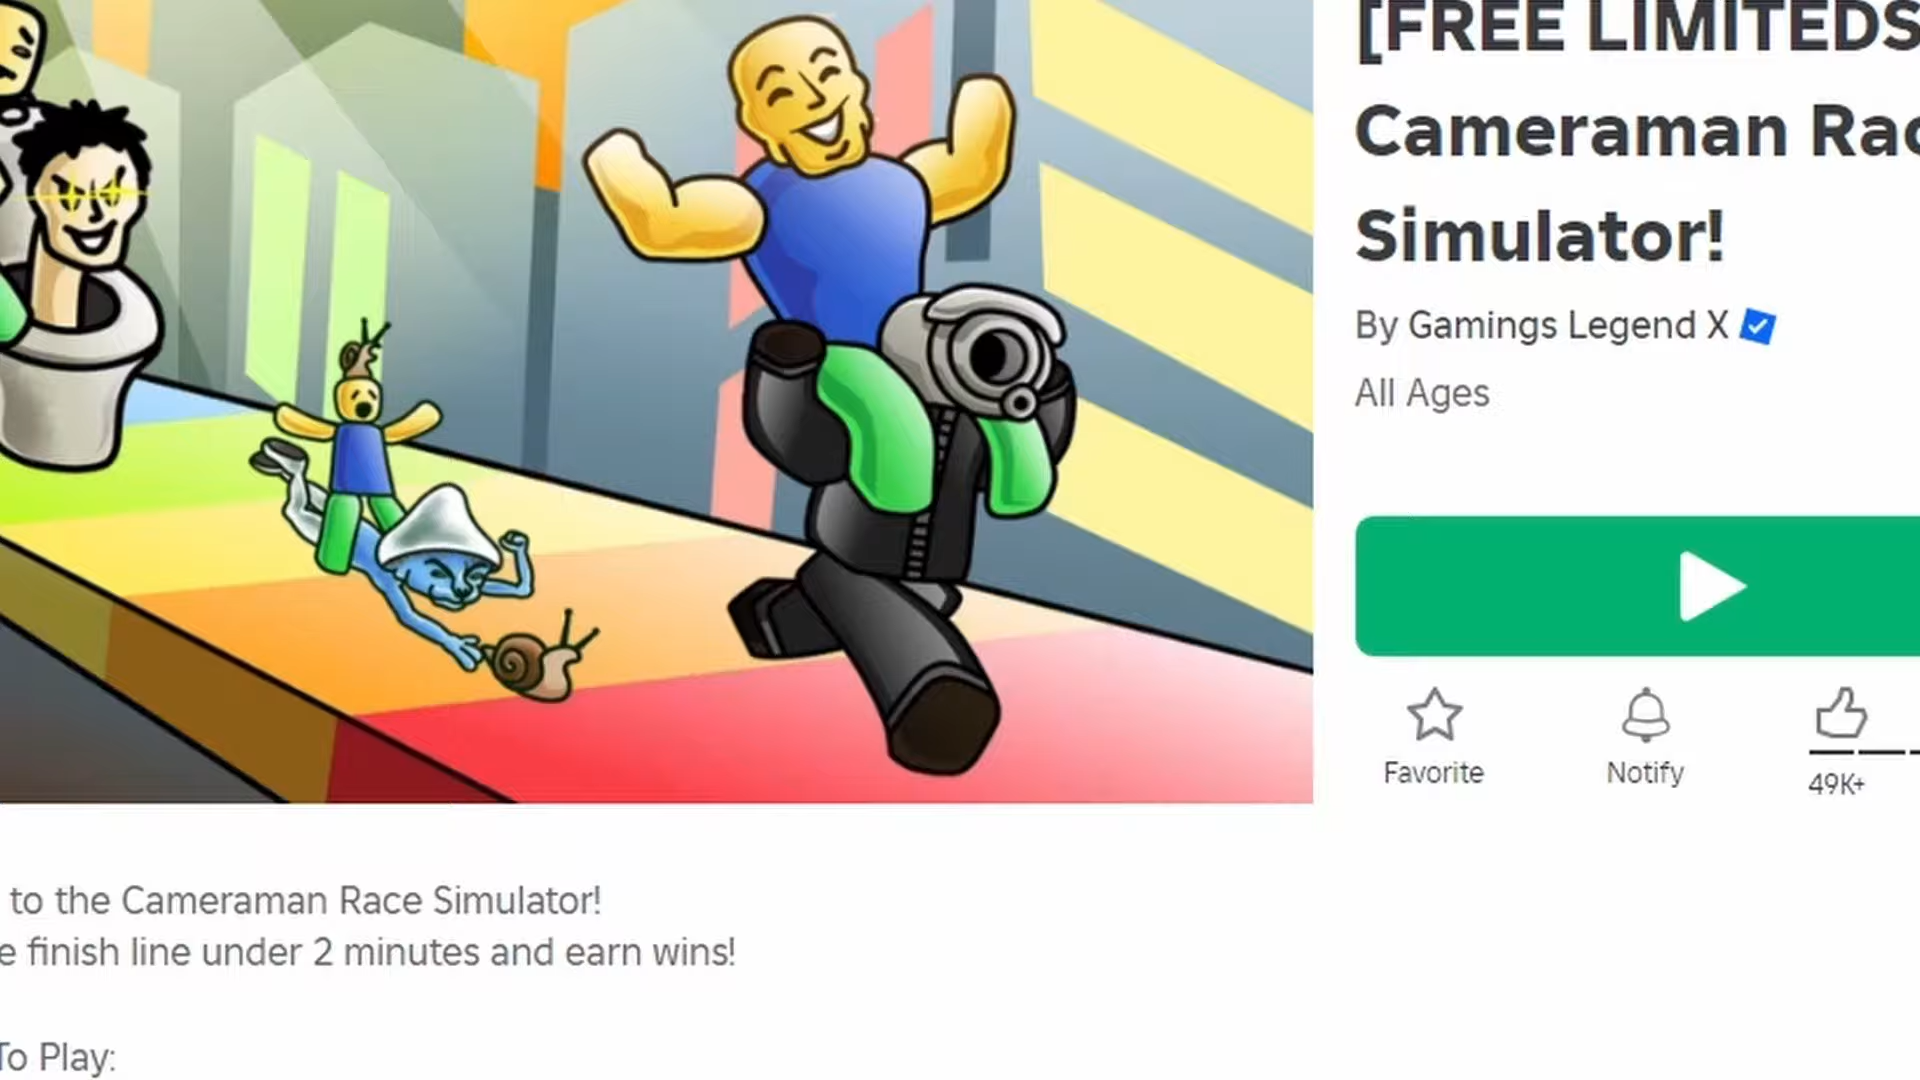 [FREE LIMITEDS
Cameraman Rac
Simulator!
By Gamings Legend X
All Ages
Favorite
Notify
49K+
to the Cameraman Race Simulator!
e finish line under 2 minutes and earn wins!
To Play: